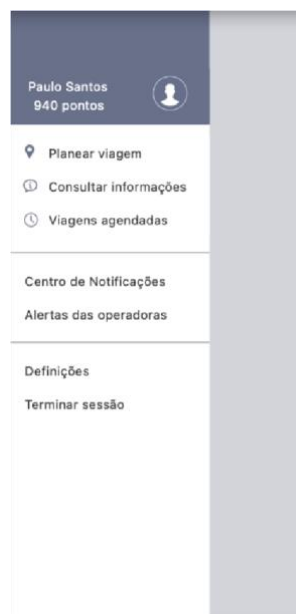 Paulo Santos
940 pontos
Planear viagem
Consultar informações
Viagens agendadas
Centro de Notificações
Alertas das operadoras
Definições
Terminar sessão